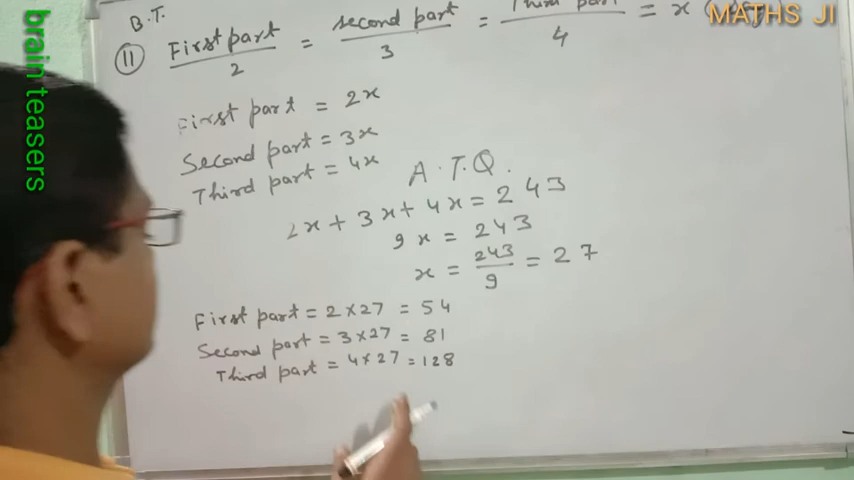 brain teasers
MATHS JI
B.T.
11 First part / 2 = second part / 3 = Third part / 4 = x
First part = 2x
Second part = 3x
Third part = 4x
A.T.Q.
2x + 3x + 4x = 243
9x = 243
x = 243 / 9 = 27
First part = 2 × 27 = 54
Second part = 3 × 27 = 81
Third part = 4 × 27 = 128